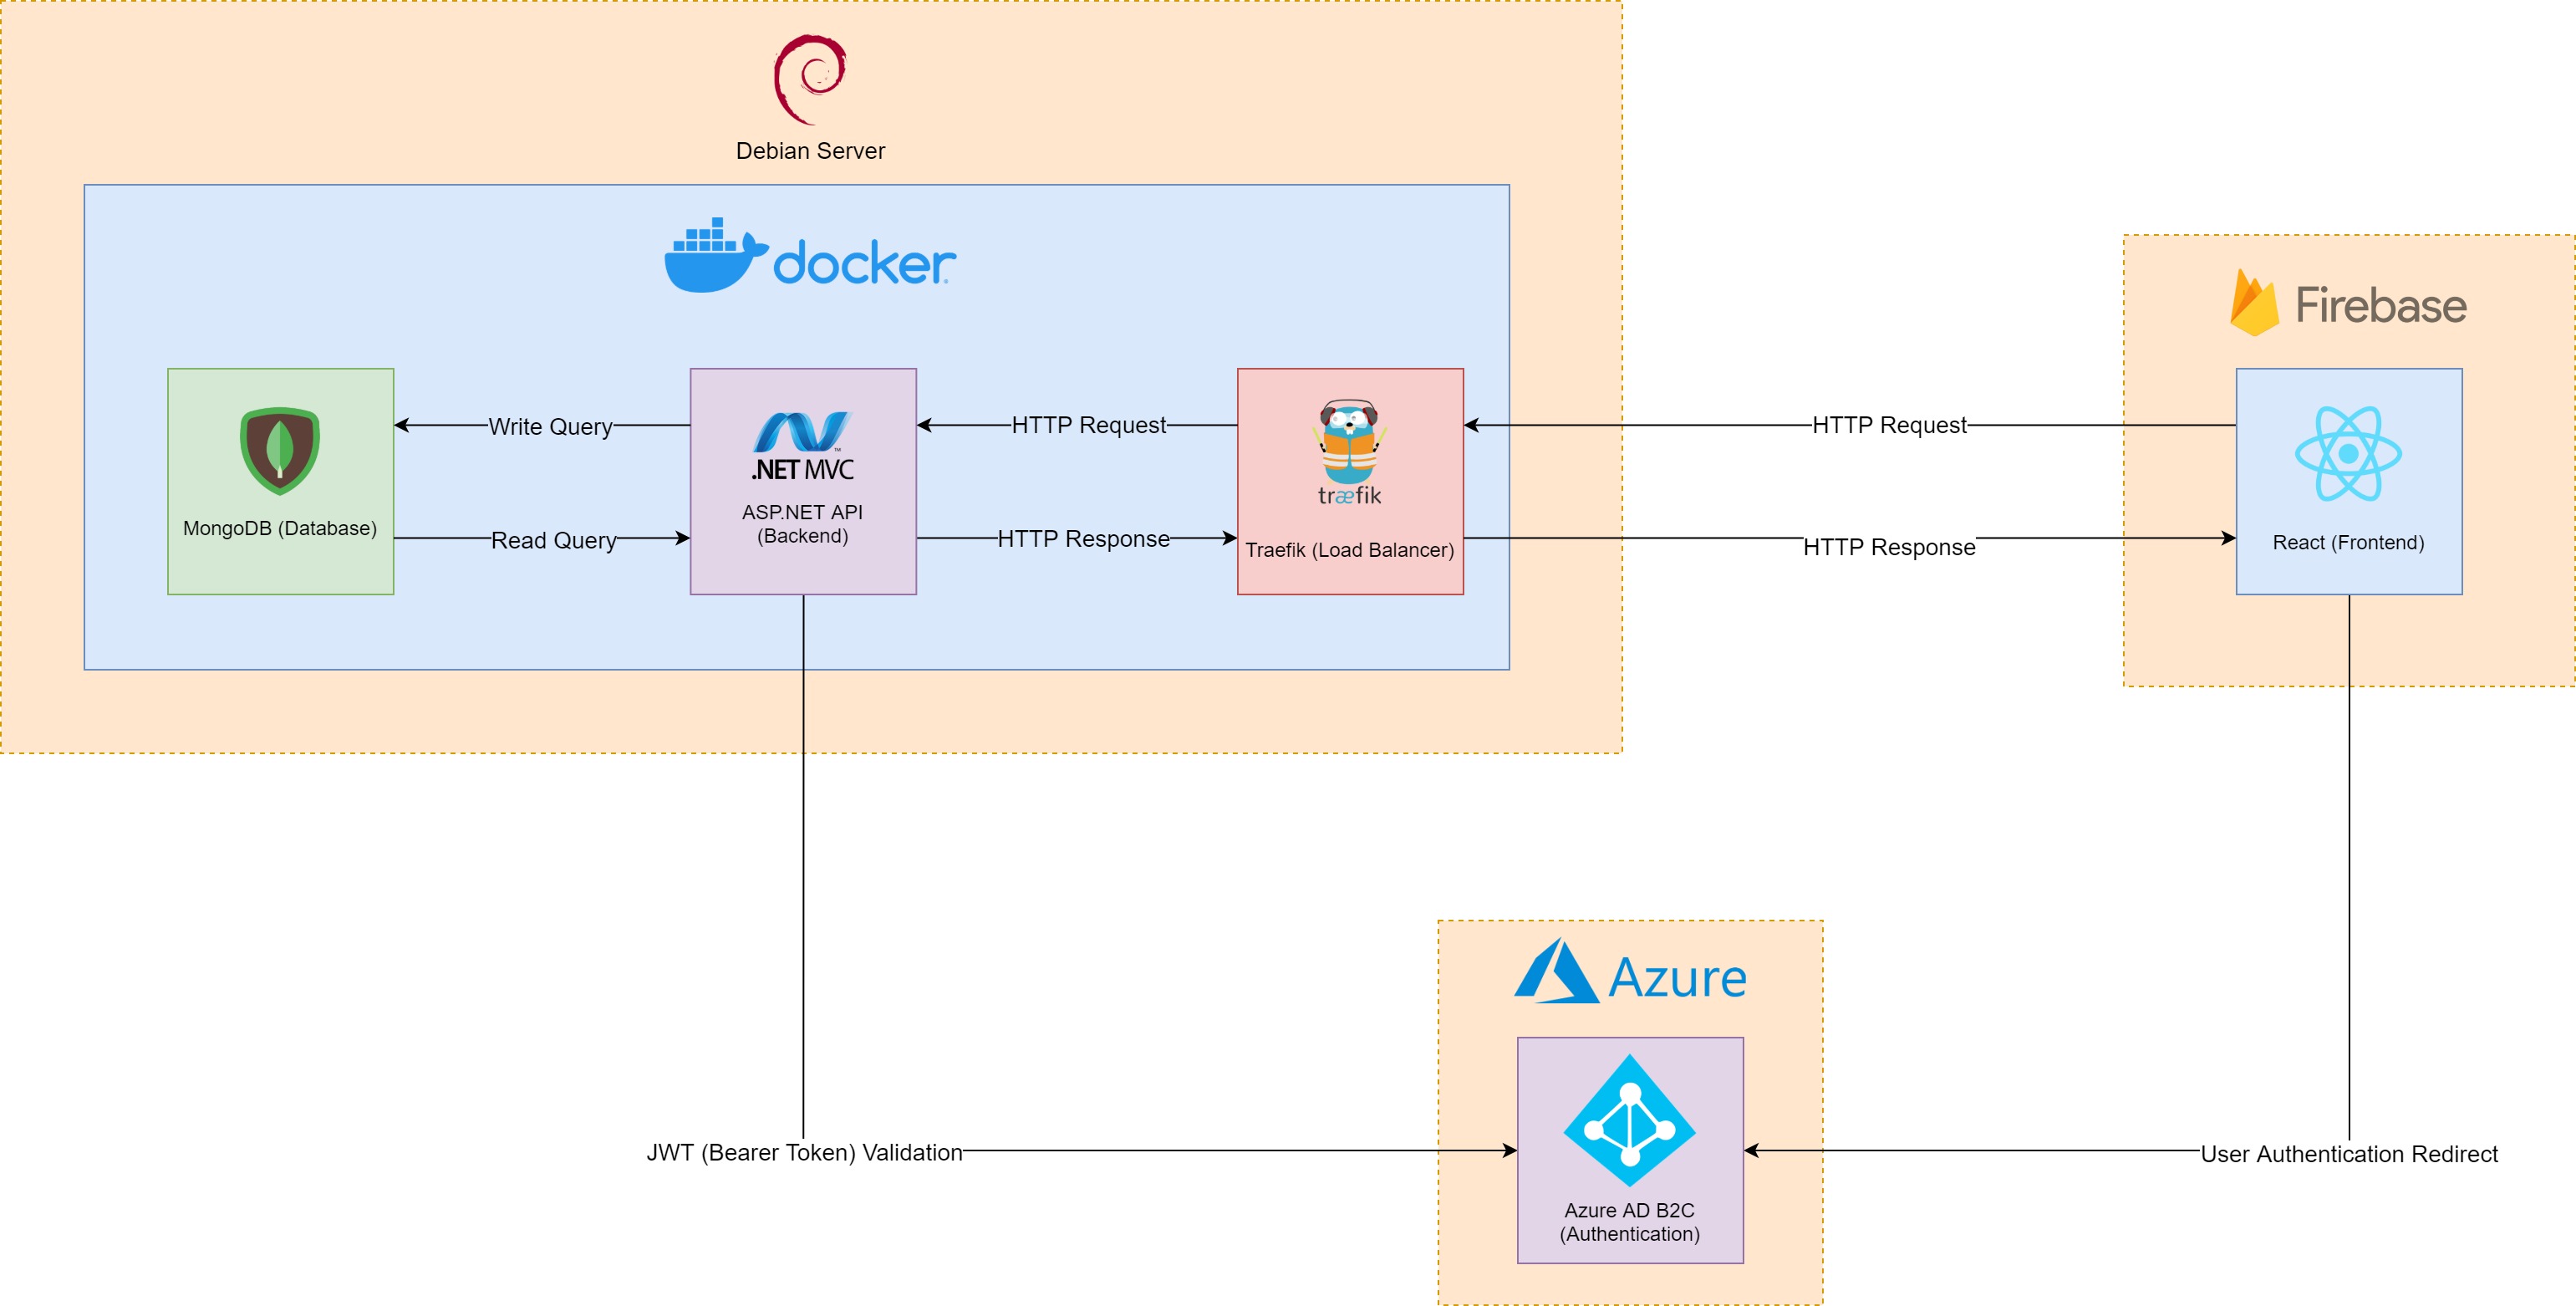 Debian Server
docker
Firebase
Write Query
.NET MVC
™
HTTP Request
træfik
HTTP Request
MongoDB (Database)
Read Query
ASP.NET API
(Backend)
HTTP Response
Traefik (Load Balancer)
HTTP Response
React (Frontend)
Azure
JWT (Bearer Token) Validation
User Authentication Redirect
Azure AD B2C
(Authentication)